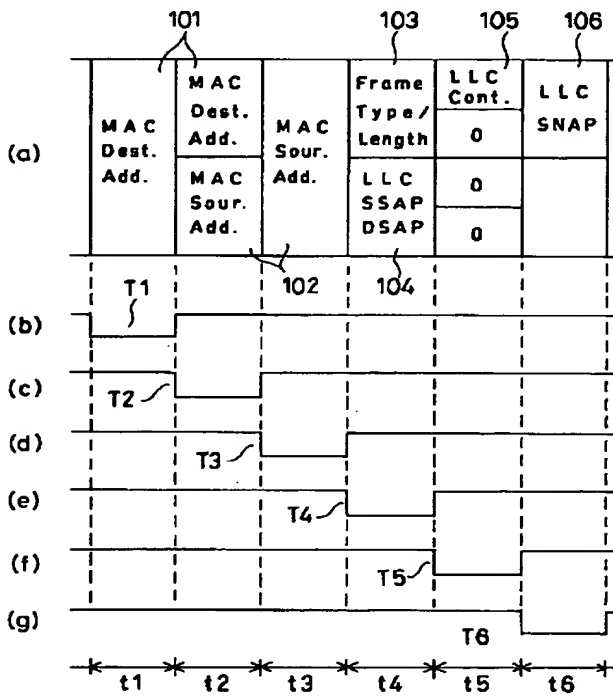 101
103
105
106
(a)
MAC
Dest.
Add.
MAC
Dest.
Add.
MAC
Sour.
Add.
MAC
Sour.
Add.
Frame
Type/
Length
LLC
SSAP
DSAP
LLC
Cont.
0
0
0
LLC
SNAP
102
104
(b)
T1
(c)
T2
(d)
T3
(e)
T4
(f)
T5
(g)
T6
t1 t2 t3 t4 t5 t6